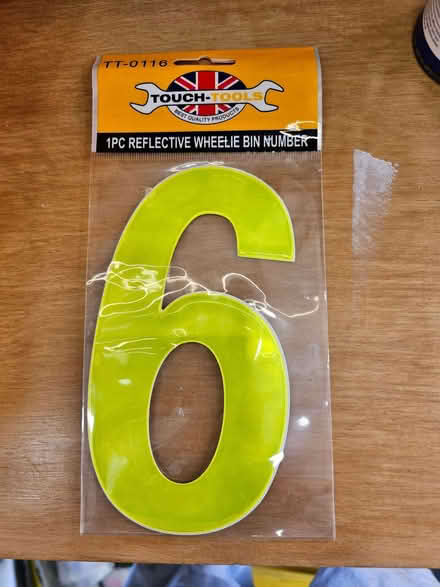 TT-0116
TOUCH-TOOLS
BEST QUALITY PRODUCTS
1PC REFLECTIVE WHEELIE BIN NUMBER
6